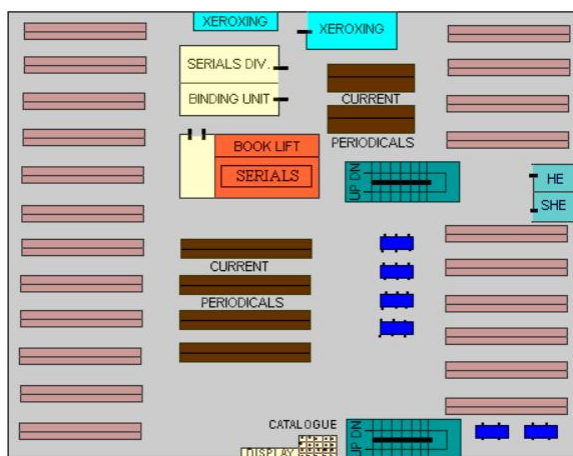 XEROXING
XEROXING
SERIALS DIV.
BINDING UNIT
CURRENT
PERIODICALS
BOOK LIFT
SERIALS
UP DN
HE
SHE
CURRENT
PERIODICALS
CATALOGUE
DISPLAY
UP DN